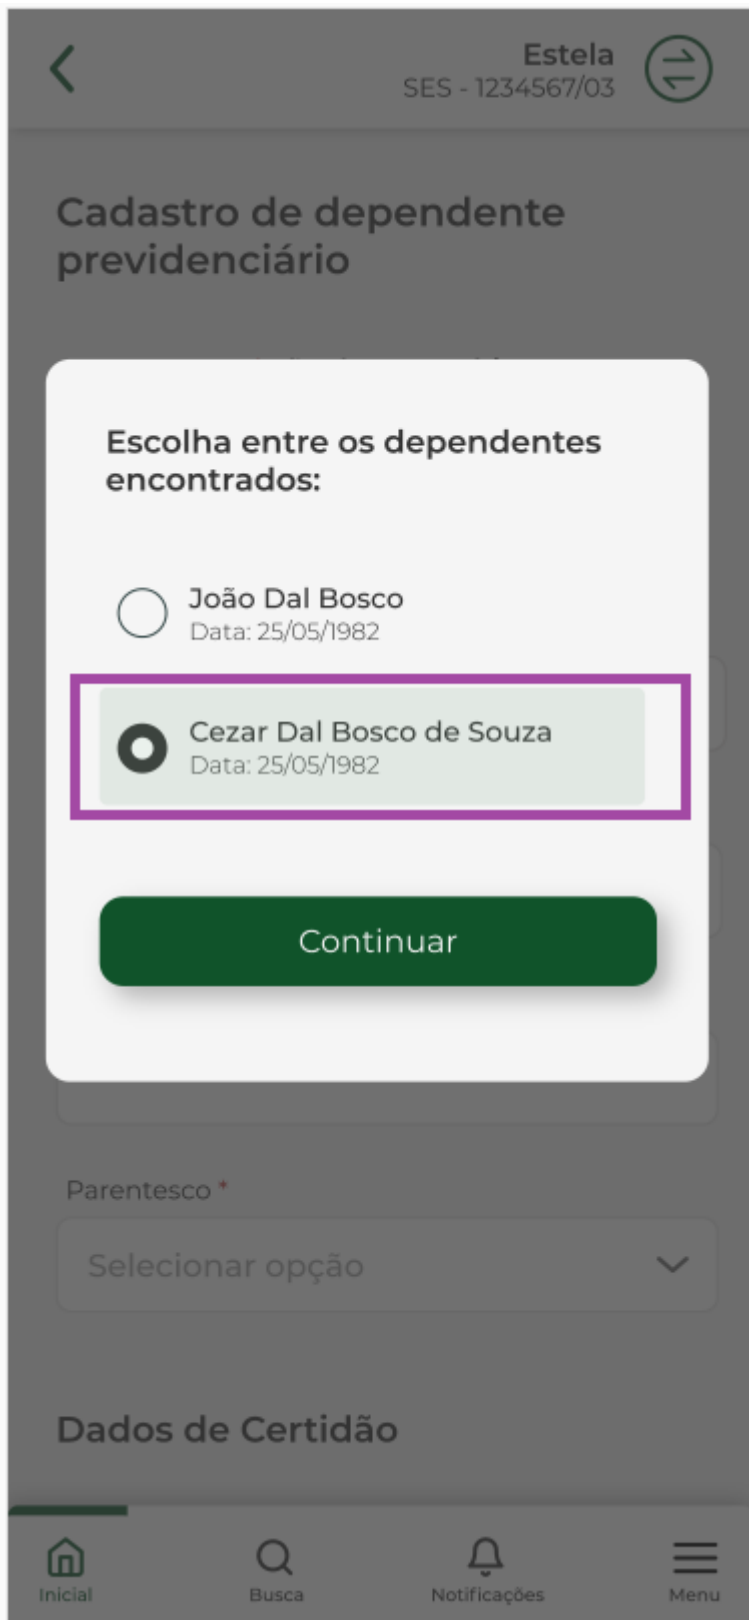 Estela
SES - 1234567/03
Cadastro de dependente
previdenciário
Escolha entre os dependentes
encontrados:
João Dal Bosco
Data: 25/05/1982
Cezar Dal Bosco de Souza
Data: 25/05/1982
Continuar
Parentesco *
Selecionar opção
Dados de Certidão
Inicial
Busca
Notificações
Menu